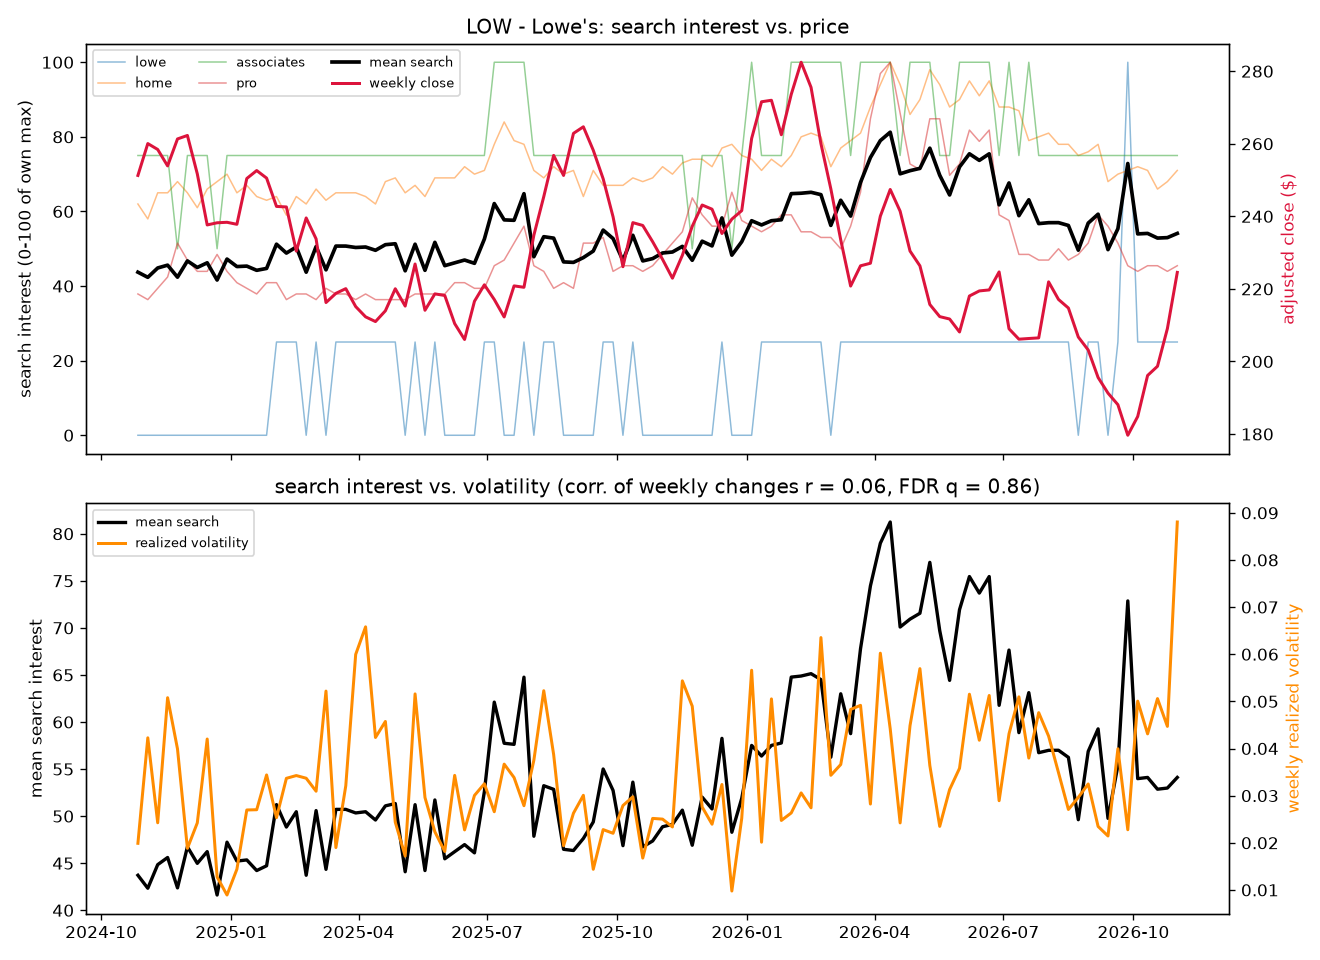 LOW - Lowe's: search interest vs. price
lowe
home
associates
pro
mean search
weekly close
search interest (0-100 of own max)
100
80
60
40
20
0
adjusted close ($)
280
260
240
220
200
180
search interest vs. volatility (corr. of weekly changes r = 0.06, FDR q = 0.86)
mean search
realized volatility
mean search interest
80
75
70
65
60
55
50
45
40
weekly realized volatility
0.09
0.08
0.07
0.06
0.05
0.04
0.03
0.02
0.01
2024-10
2025-01
2025-04
2025-07
2025-10
2026-01
2026-04
2026-07
2026-10